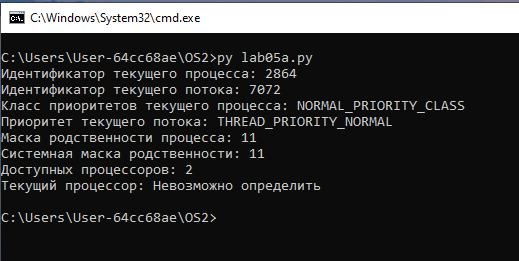 C:\Windows\System32\cmd.exe
C:\Users\User-64cc68ae\OS2>py lab05a.py
Идентификатор текущего процесса: 2864
Идентификатор текущего потока: 7072
Класс приоритетов текущего процесса: NORMAL_PRIORITY_CLASS
Приоритет текущего потока: THREAD_PRIORITY_NORMAL
Маска родственности процесса: 11
Системная маска родственности: 11
Доступных процессоров: 2
Текущий процессор: Невозможно определить
C:\Users\User-64cc68ae\OS2>